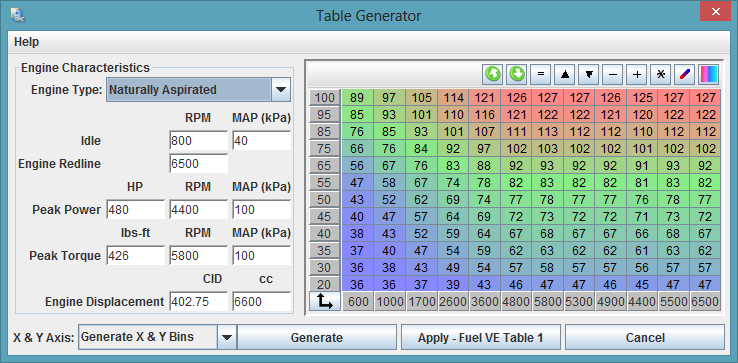 Table Generator
Help
Engine Characteristics
Engine Type: Naturally Aspirated
RPM MAP (kPa)
Idle 800 40
Engine Redline 6500
HP RPM MAP (kPa)
Peak Power 480 4400 100
lbs-ft RPM MAP (kPa)
Peak Torque 426 5800 100
CID cc
Engine Displacement 402.75 6600
= - + *
100 89 97 105 114 121 126 127 127 126 125 127 127
95 85 93 101 110 116 121 122 122 121 120 122 122
85 76 85 93 101 107 111 113 112 112 110 112 112
75 66 76 84 92 97 102 103 102 102 101 102 102
65 56 67 76 83 88 92 93 92 92 91 93 92
55 47 58 67 74 78 82 83 82 82 81 83 82
50 43 52 62 69 74 77 78 77 77 76 78 77
45 40 47 57 64 69 72 73 72 72 71 73 72
40 38 43 52 59 64 67 68 67 67 66 68 67
35 37 40 47 54 59 62 63 62 62 61 63 62
30 36 38 43 49 54 57 58 57 57 57 58 57
20 36 36 37 39 43 46 47 47 46 46 47 47
600 1000 1700 2600 3600 4800 5800 5300 4900 4400 5500 6500
X & Y Axis: Generate X & Y Bins Generate Apply - Fuel VE Table 1 Cancel